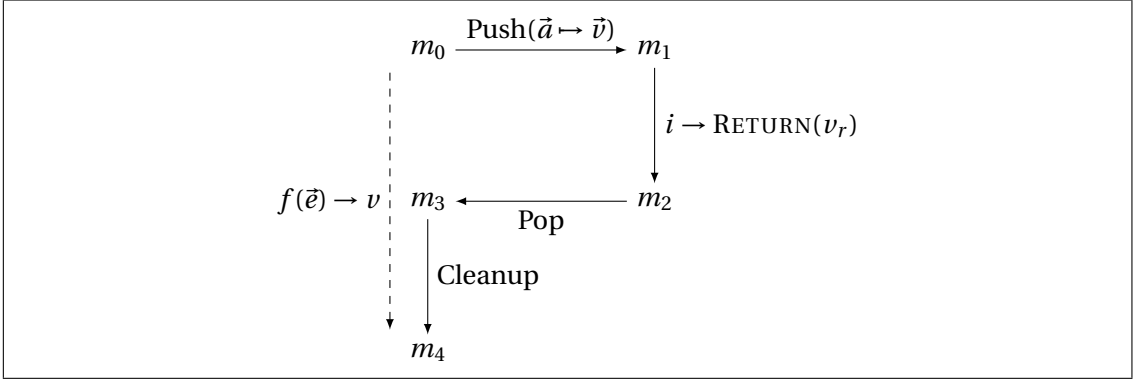 m₀ Push(a⃗ ↦ v⃗) m₁
i → RETURN(vᵣ)
f(e⃗) → v m₃ Pop m₂
Cleanup
m₄